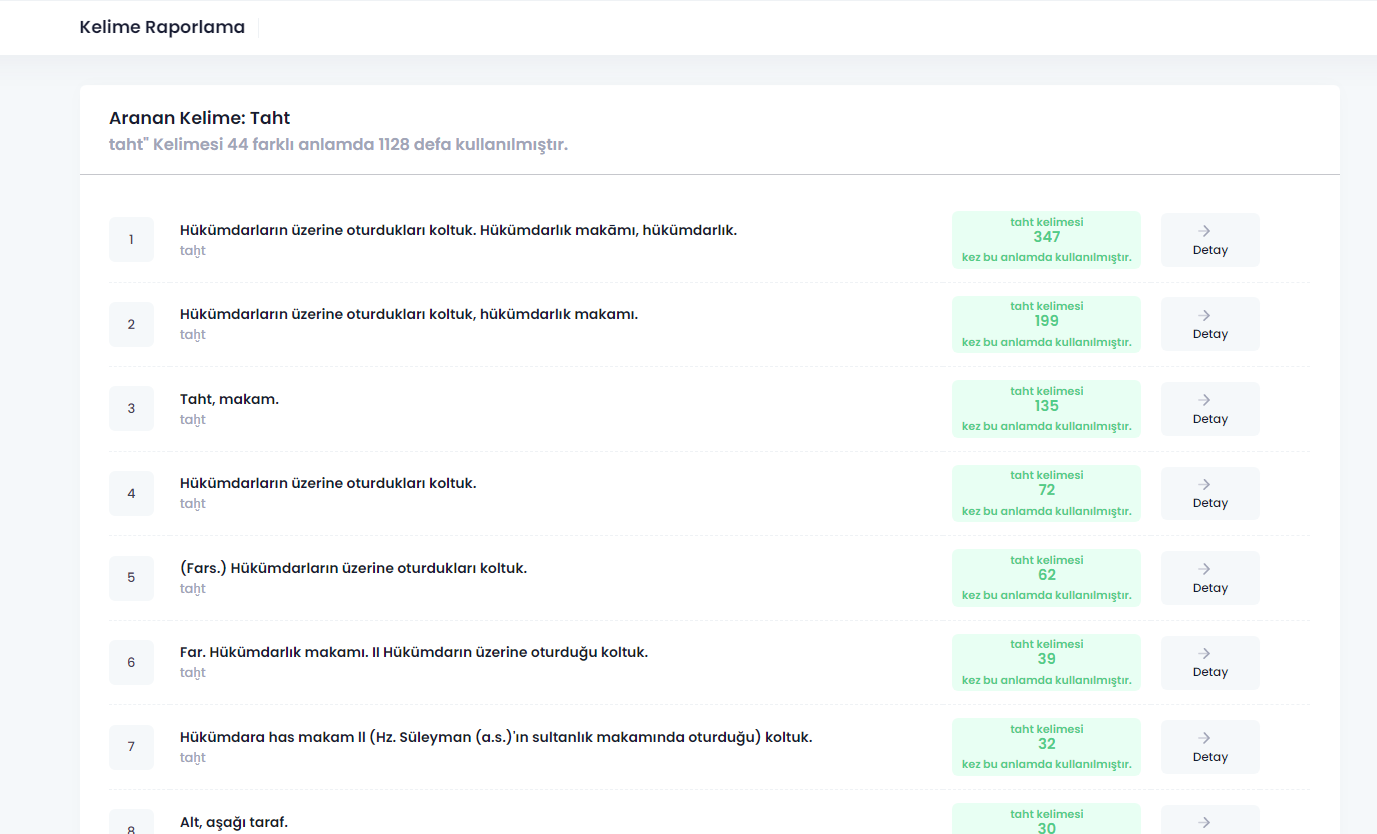 Kelime Raporlama
Aranan Kelime: Taht
taht" Kelimesi 44 farklı anlamda 1128 defa kullanılmıştır.
1
Hükümdarların üzerine oturdukları koltuk. Hükümdarlık makāmı, hükümdarlık.
taḫt
taht kelimesi
347
kez bu anlamda kullanılmıştır.
Detay
2
Hükümdarların üzerine oturdukları koltuk, hükümdarlık makamı.
taḫt
taht kelimesi
199
kez bu anlamda kullanılmıştır.
Detay
3
Taht, makam.
taḫt
taht kelimesi
135
kez bu anlamda kullanılmıştır.
Detay
4
Hükümdarların üzerine oturdukları koltuk.
taḫt
taht kelimesi
72
kez bu anlamda kullanılmıştır.
Detay
5
(Fars.) Hükümdarların üzerine oturdukları koltuk.
taḫt
taht kelimesi
62
kez bu anlamda kullanılmıştır.
Detay
6
Far. Hükümdarlık makamı. II Hükümdarın üzerine oturduğu koltuk.
taḫt
taht kelimesi
39
kez bu anlamda kullanılmıştır.
Detay
7
Hükümdara has makam II (Hz. Süleyman (a.s.)'ın sultanlık makamında oturduğu) koltuk.
taḫt
taht kelimesi
32
kez bu anlamda kullanılmıştır.
Detay
8
Alt, aşağı taraf.
taht kelimesi
30